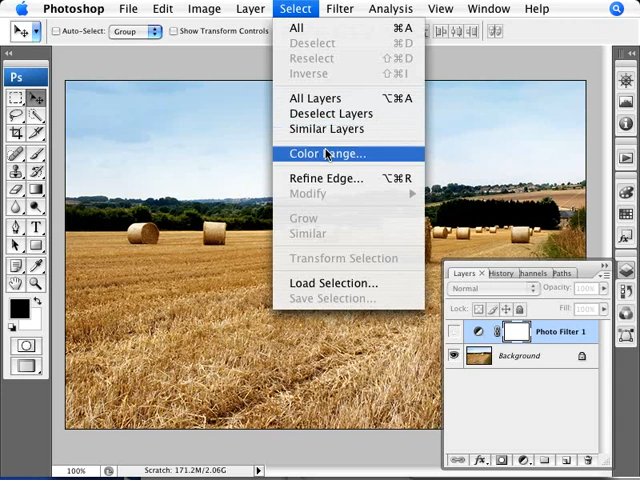 Photoshop File Edit Image Layer Select Filter Analysis View Window Help
Auto-Select: Group Show Transform Controls
Ps
All ⌘A
Deselect ⌘D
Reselect ⇧⌘D
Inverse ⇧⌘I
All Layers ⌥⌘A
Deselect Layers
Similar Layers
Color Range...
Refine Edge... ⌥⌘R
Modify
Grow
Similar
Transform Selection
Load Selection...
Save Selection...
Layers History hannels Paths
Normal Opacity: 100%
Lock: Fill: 100%
Photo Filter 1
Background
100% Scratch: 171.2M/2.06G